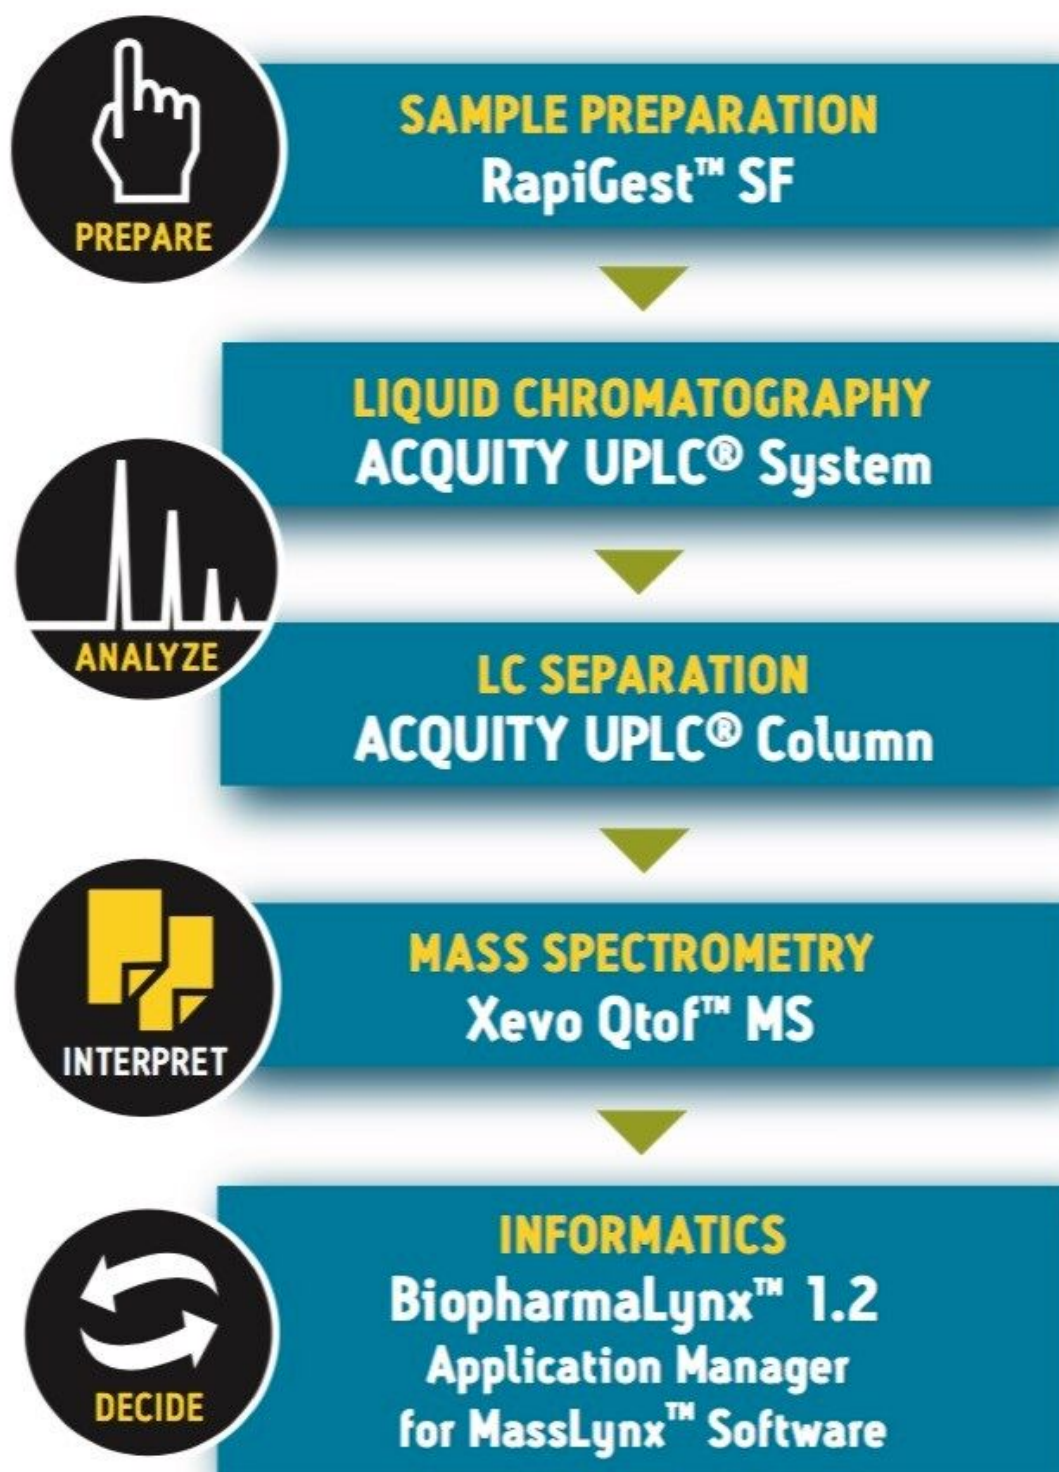 PREPARE
SAMPLE PREPARATION
RapiGest™ SF
LIQUID CHROMATOGRAPHY
ACQUITY UPLC® System
ANALYZE
LC SEPARATION
ACQUITY UPLC® Column
MASS SPECTROMETRY
Xevo Qtof™ MS
INTERPRET
INFORMATICS
BiopharmaLynx™ 1.2
Application Manager
for MassLynx™ Software
DECIDE